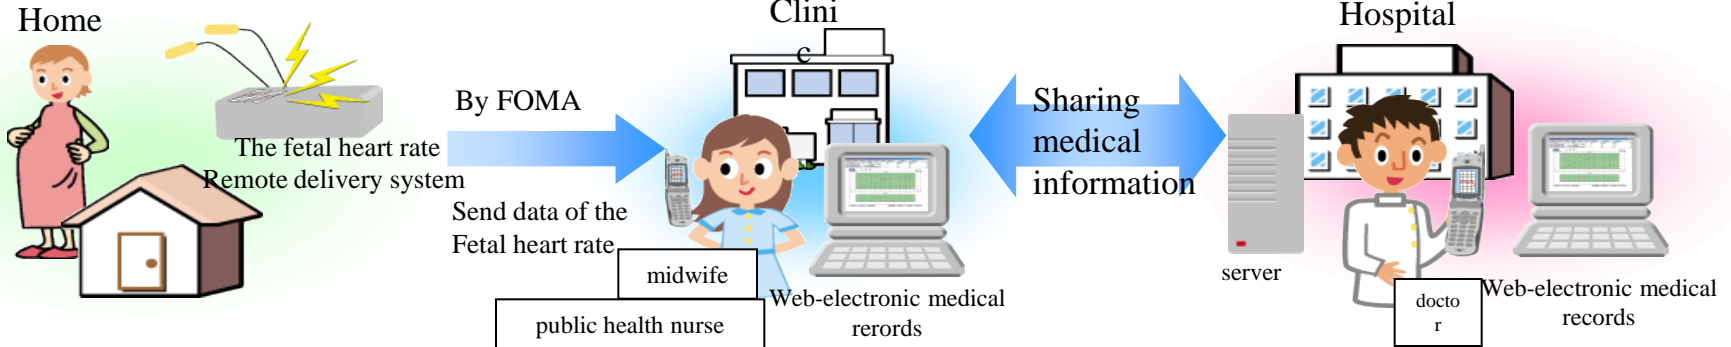 Home
The fetal heart rate
Remote delivery system
By FOMA
Send data of the
Fetal heart rate
Clini
c
midwife
public health nurse
Web-electronic medical
rerords
Sharing
medical
information
Hospital
server
docto
r
Web-electronic medical
records